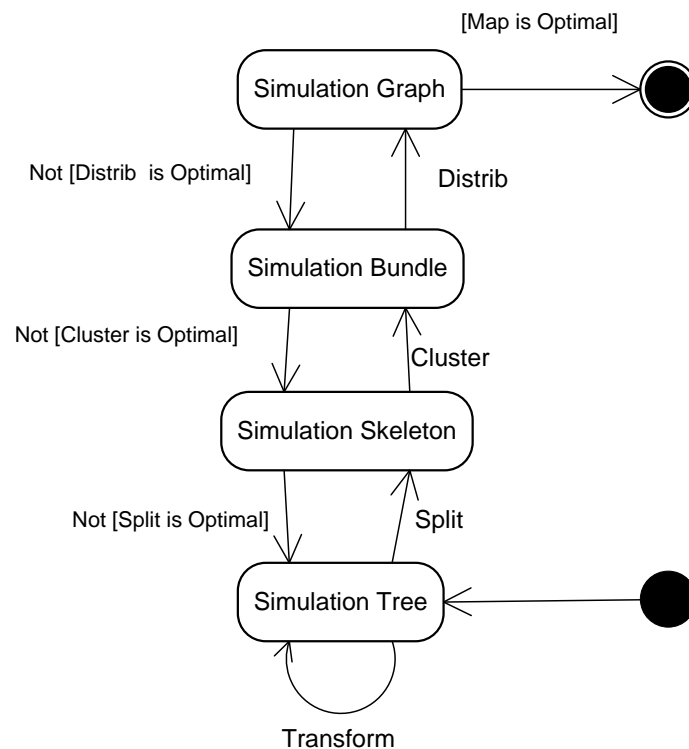 [Map is Optimal]
Simulation Graph
Not [Distrib  is Optimal]
Distrib
Simulation Bundle
Not [Cluster is Optimal]
Cluster
Simulation Skeleton
Not [Split is Optimal]
Split
Simulation Tree
Transform